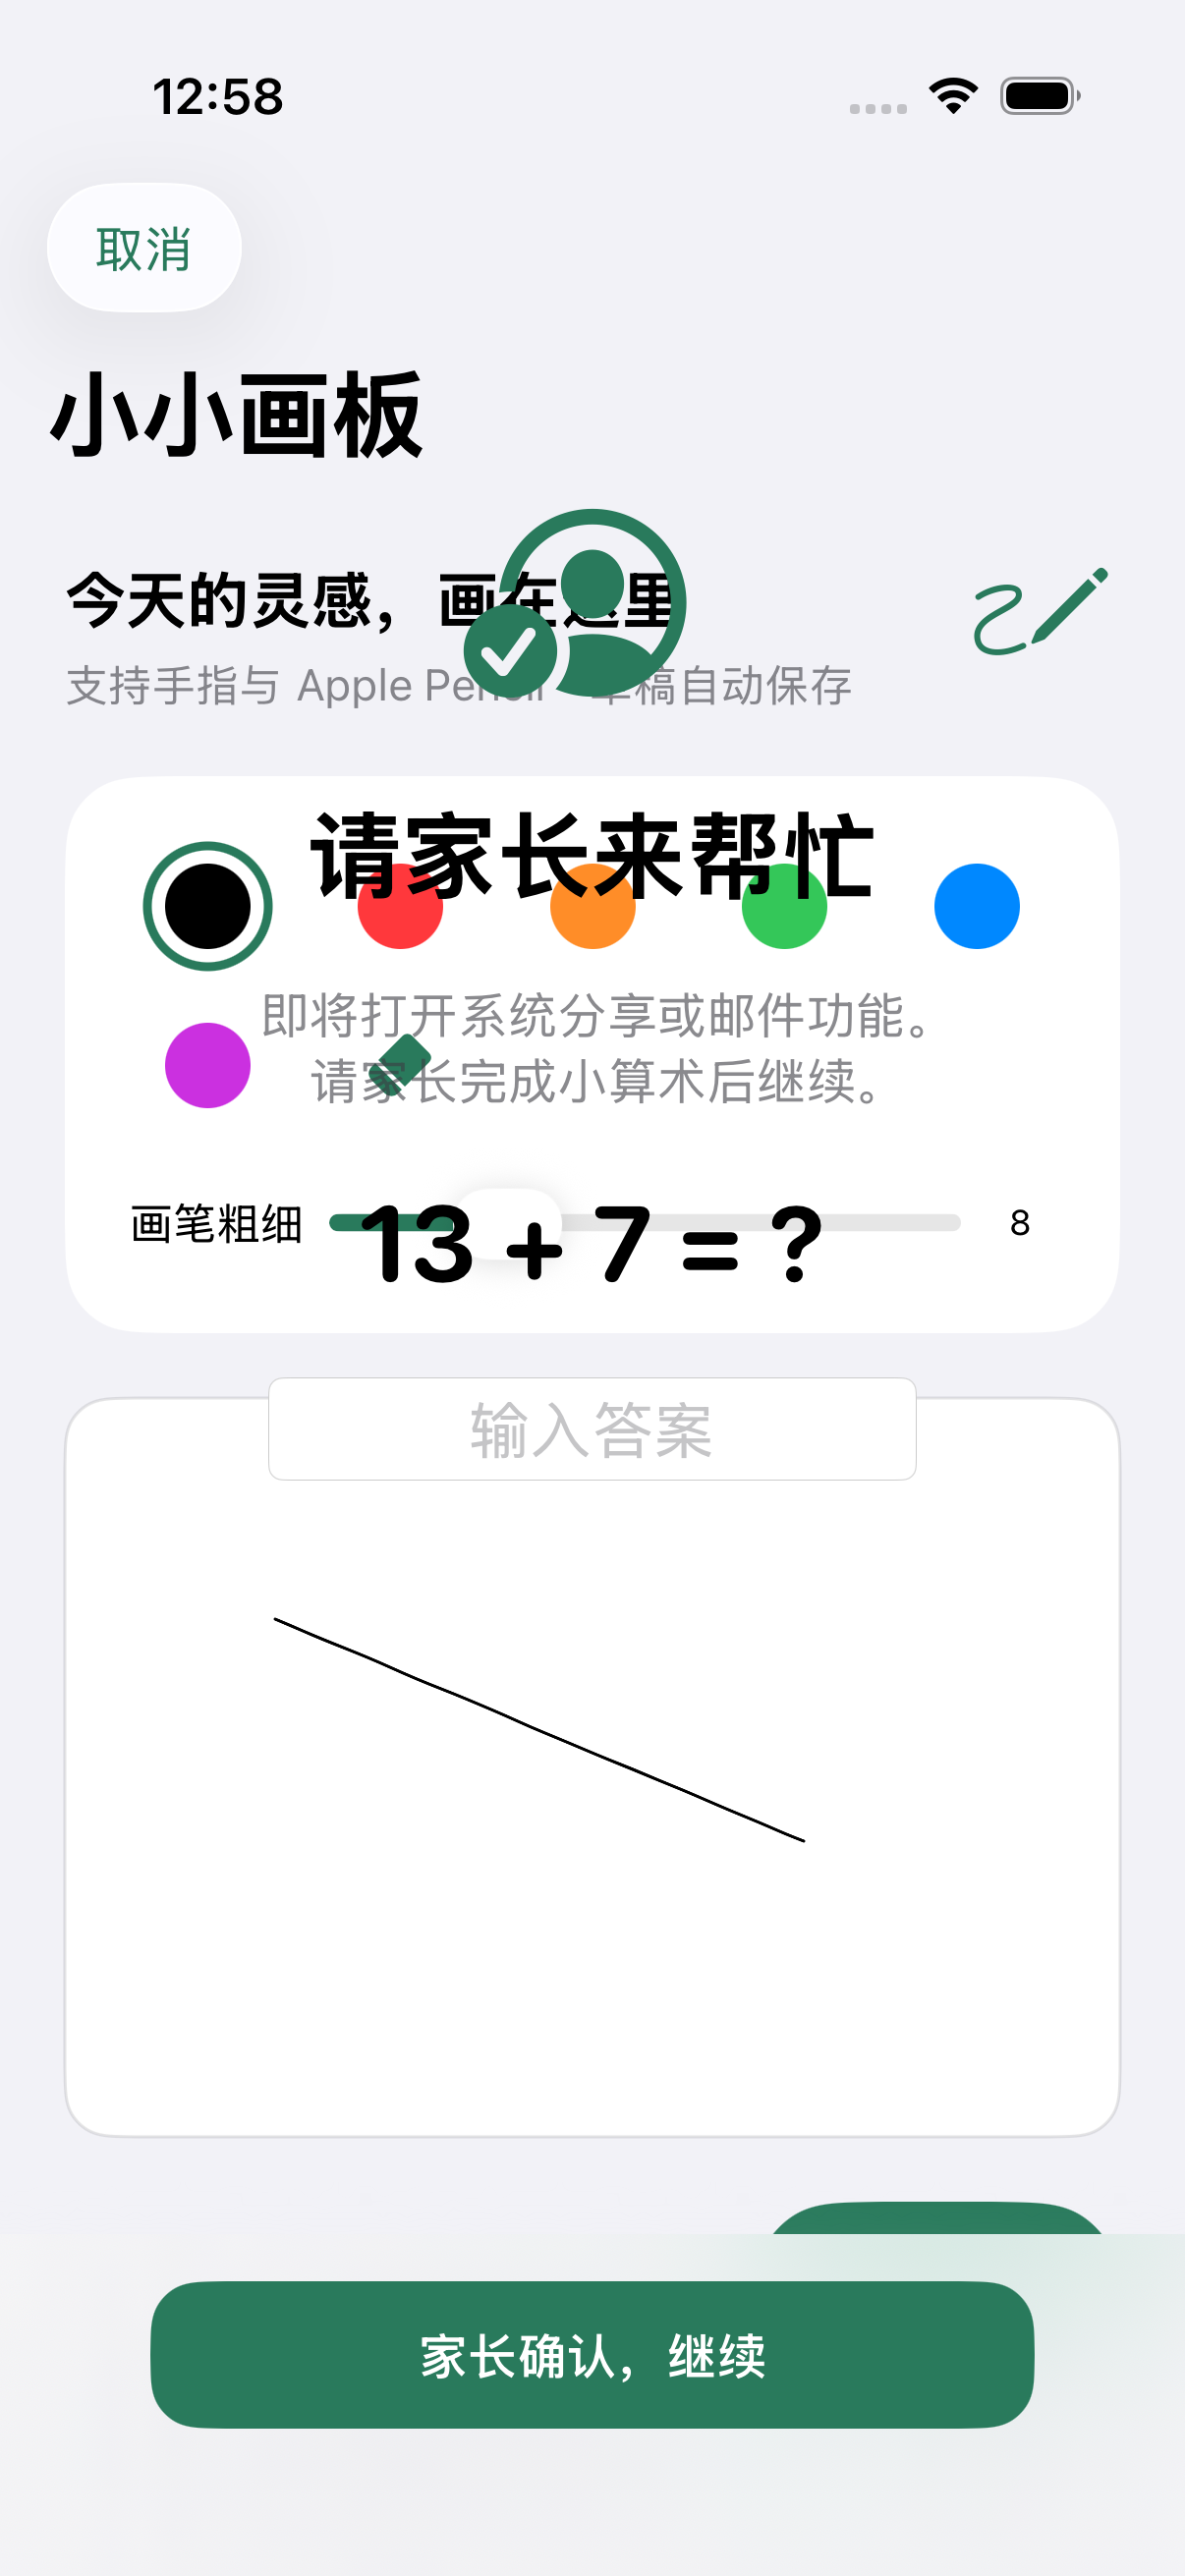 12:58
取消
小小画板
今天的灵感，画在这里
支持手指与 Apple Pencil 草稿自动保存
请家长来帮忙
即将打开系统分享或邮件功能。
请家长完成小算术后继续。
画笔粗细
8
13 + 7 = ?
输入答案
家长确认，继续